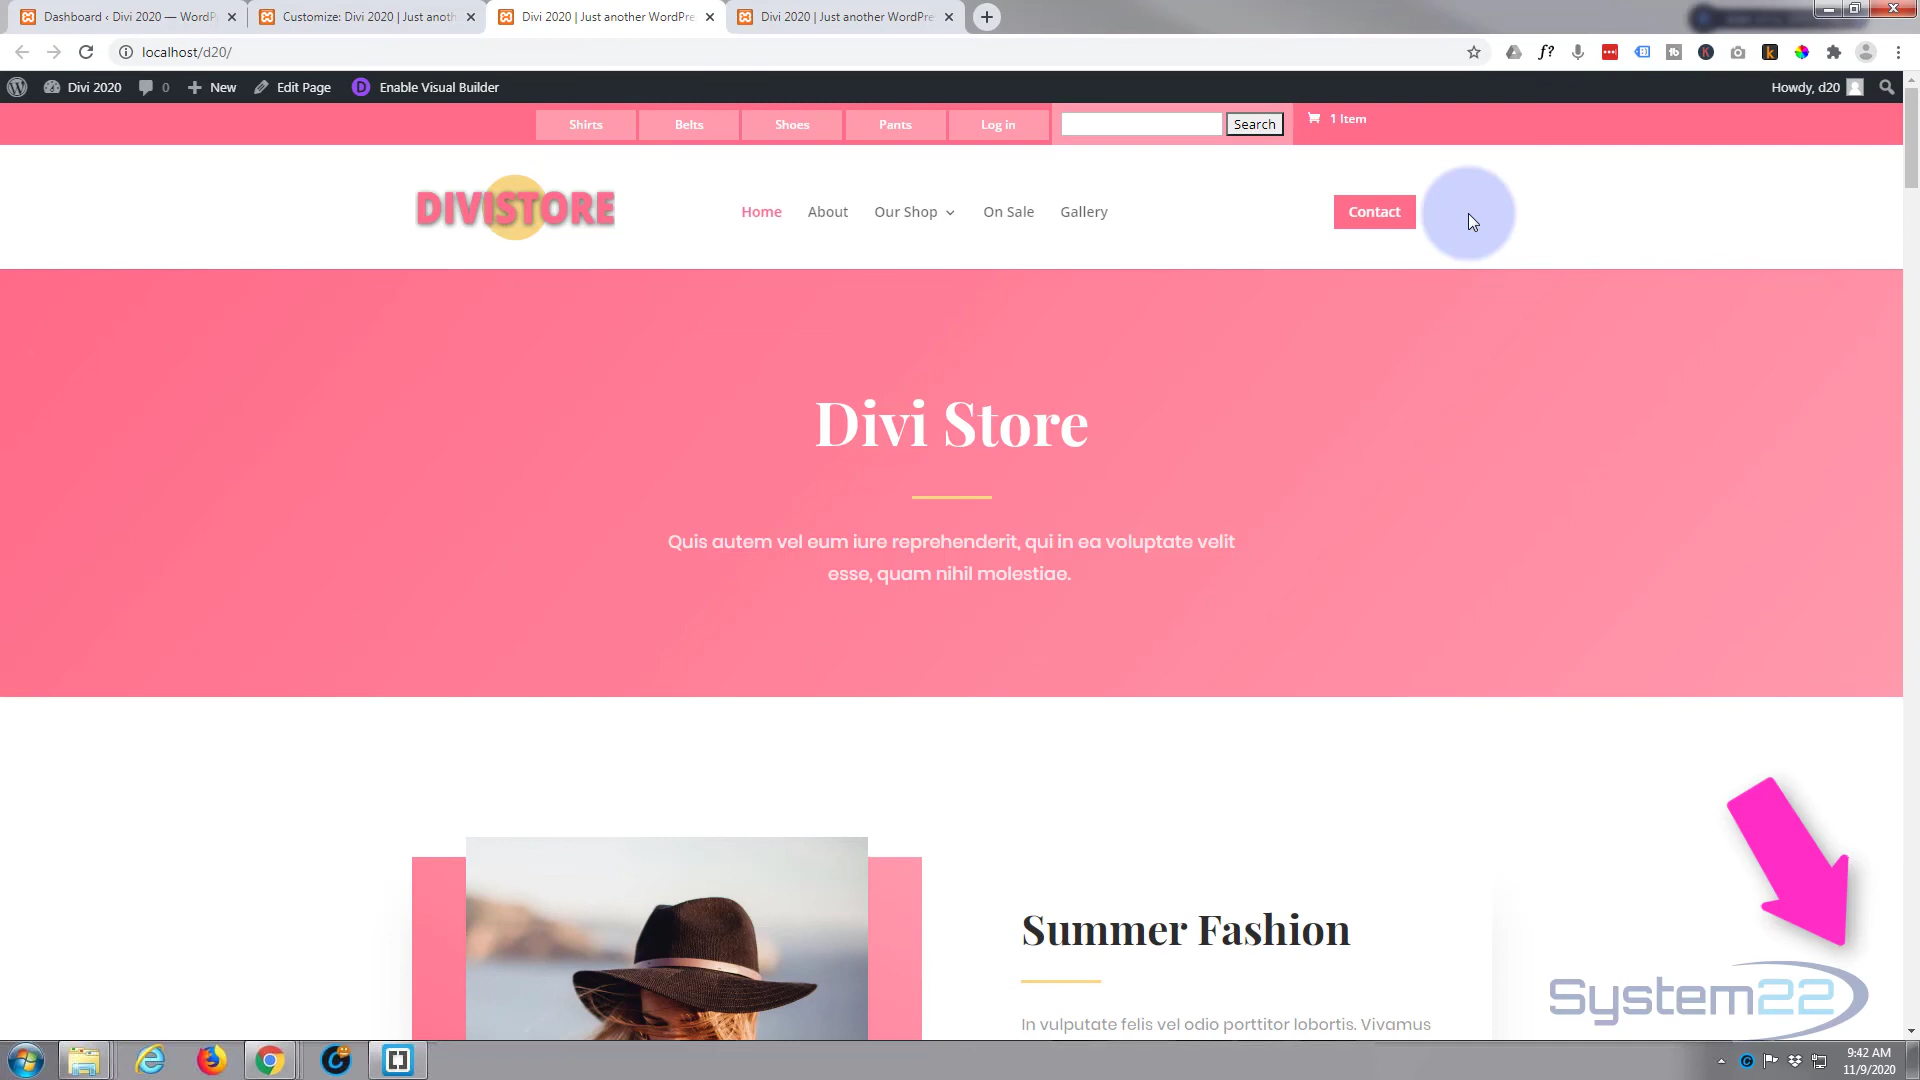 Dashboard ‹ Divi 2020 — WordP
Customize: Divi 2020 | Just anoth
Divi 2020 | Just another WordPre
Divi 2020 | Just another WordPre
localhost/d20/
Divi 2020
0
New
Edit Page
D
Enable Visual Builder
Howdy, d20
Shirts
Belts
Shoes
Pants
Log in
Search
1 Item
DIVISTORE
Home
About
Our Shop
On Sale
Gallery
Contact
Divi Store
Quis autem vel eum iure reprehenderit, qui in ea voluptate velit
esse, quam nihil molestiae.
Summer Fashion
In vulputate felis vel odio porttitor lobortis. Vivamus
System22
9:42 AM
11/9/2020